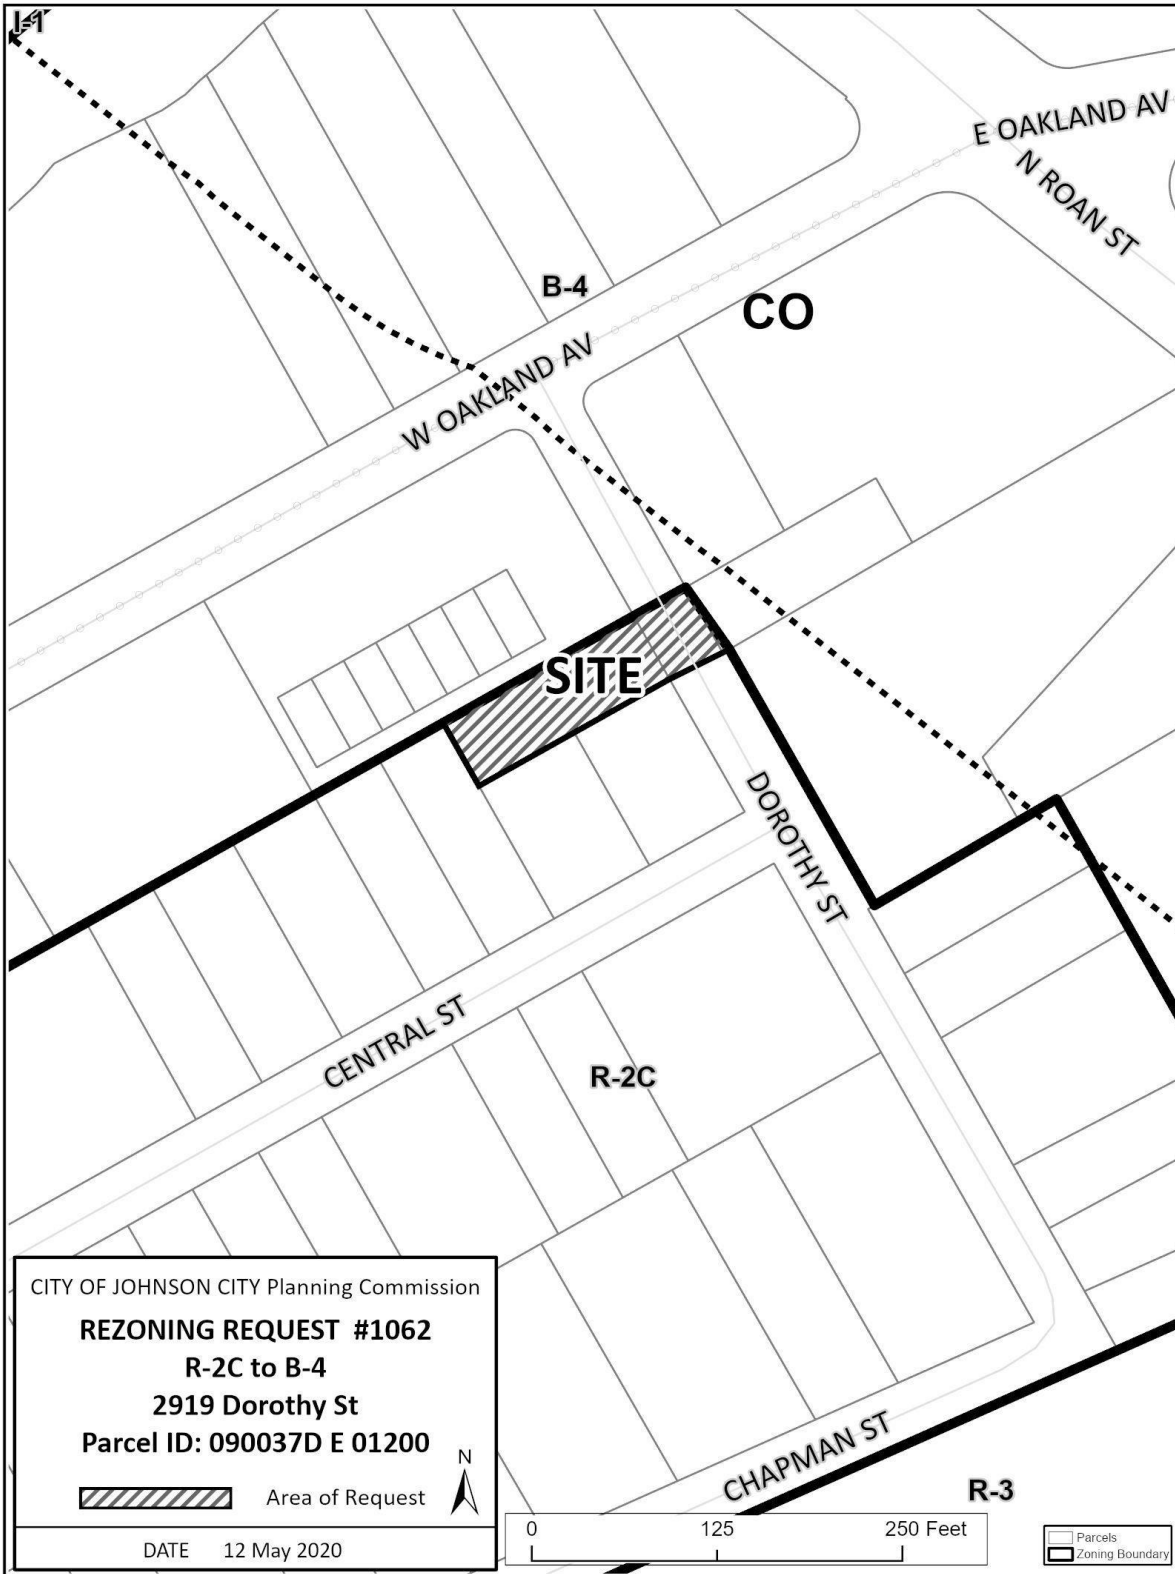 I-1
E OAKLAND AV
N ROAN ST
B-4
CO
W OAKLAND AV
SITE
DOROTHY ST
CENTRAL ST
R-2C
CHAPMAN ST
R-3
CITY OF JOHNSON CITY Planning Commission
REZONING REQUEST #1062
R-2C to B-4
2919 Dorothy St
Parcel ID: 090037D E 01200
N
Area of Request
DATE 12 May 2020
0 125 250 Feet
Parcels
Zoning Boundary